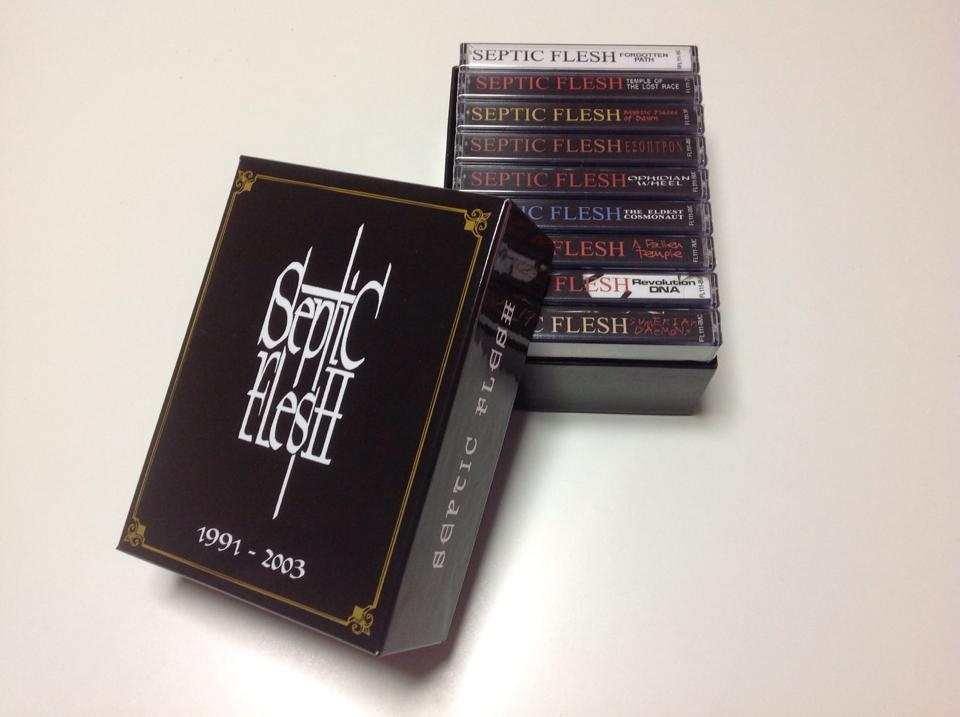 SEPTIC FLESH FORGOTTEN PATH
SEPTIC FLESH TEMPLE OF THE LOST RACE
SEPTIC FLESH Mystic Places of Dawn
SEPTIC FLESH ΕΣΟΠΤΡΟΝ
SEPTIC FLESH OPHIDIAN WHEEL
TIC FLESH THE ELDEST COSMONAUT
FLESH A Fallen Temple
FLESH Revolution DNA
C FLESH SUMERIAN DAEMONS
Septic
Flesh
1991 - 2003
SEPTIC FLESH